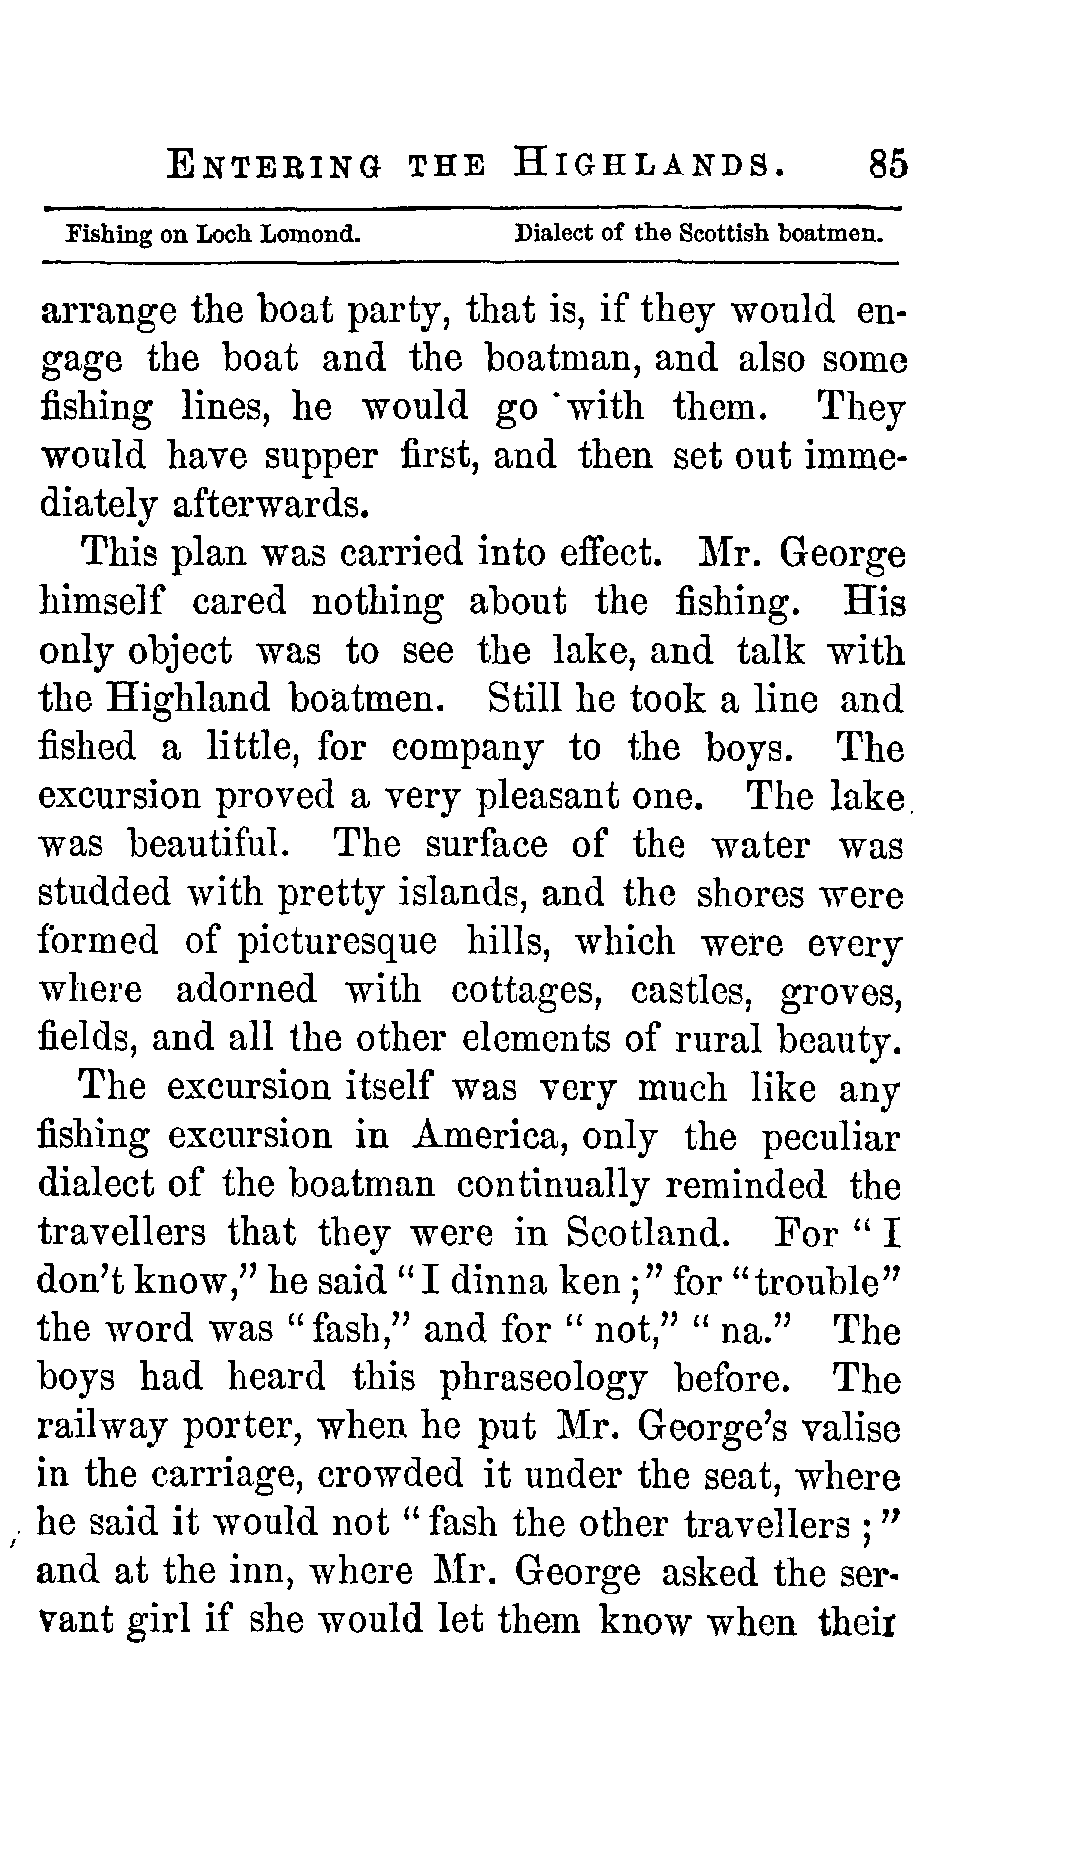 ENTERING THE HIGHLANDS. 85
Fishing on Loch Lomond. Dialect of the Scottish boatmen.
arrange the boat party, that is, if they would en-
gage the boat and the boatman, and also some
fishing lines, he would go with them. They
would have supper first, and then set out imme-
diately afterwards.
This plan was carried into effect. Mr. George
himself cared nothing about the fishing. His
only object was to see the lake, and talk with
the Highland boatmen. Still he took a line and
fished a little, for company to the boys. The
excursion proved a very pleasant one. The lake
was beautiful. The surface of the water was
studded with pretty islands, and the shores were
formed of picturesque hills, which were every
where adorned with cottages, castles, groves,
fields, and all the other elements of rural beauty.
The excursion itself was very much like any
fishing excursion in America, only the peculiar
dialect of the boatman continually reminded the
travellers that they were in Scotland. For "I
don't know," he said "I dinna ken;" for "trouble"
the word was "fash," and for "not," "na." The
boys had heard this phraseology before. The
railway porter, when he put Mr. George's valise
in the carriage, crowded it under the seat, where
he said it would not "fash the other travellers;"
and at the inn, where Mr. George asked the ser-
vant girl if she would let them know when their